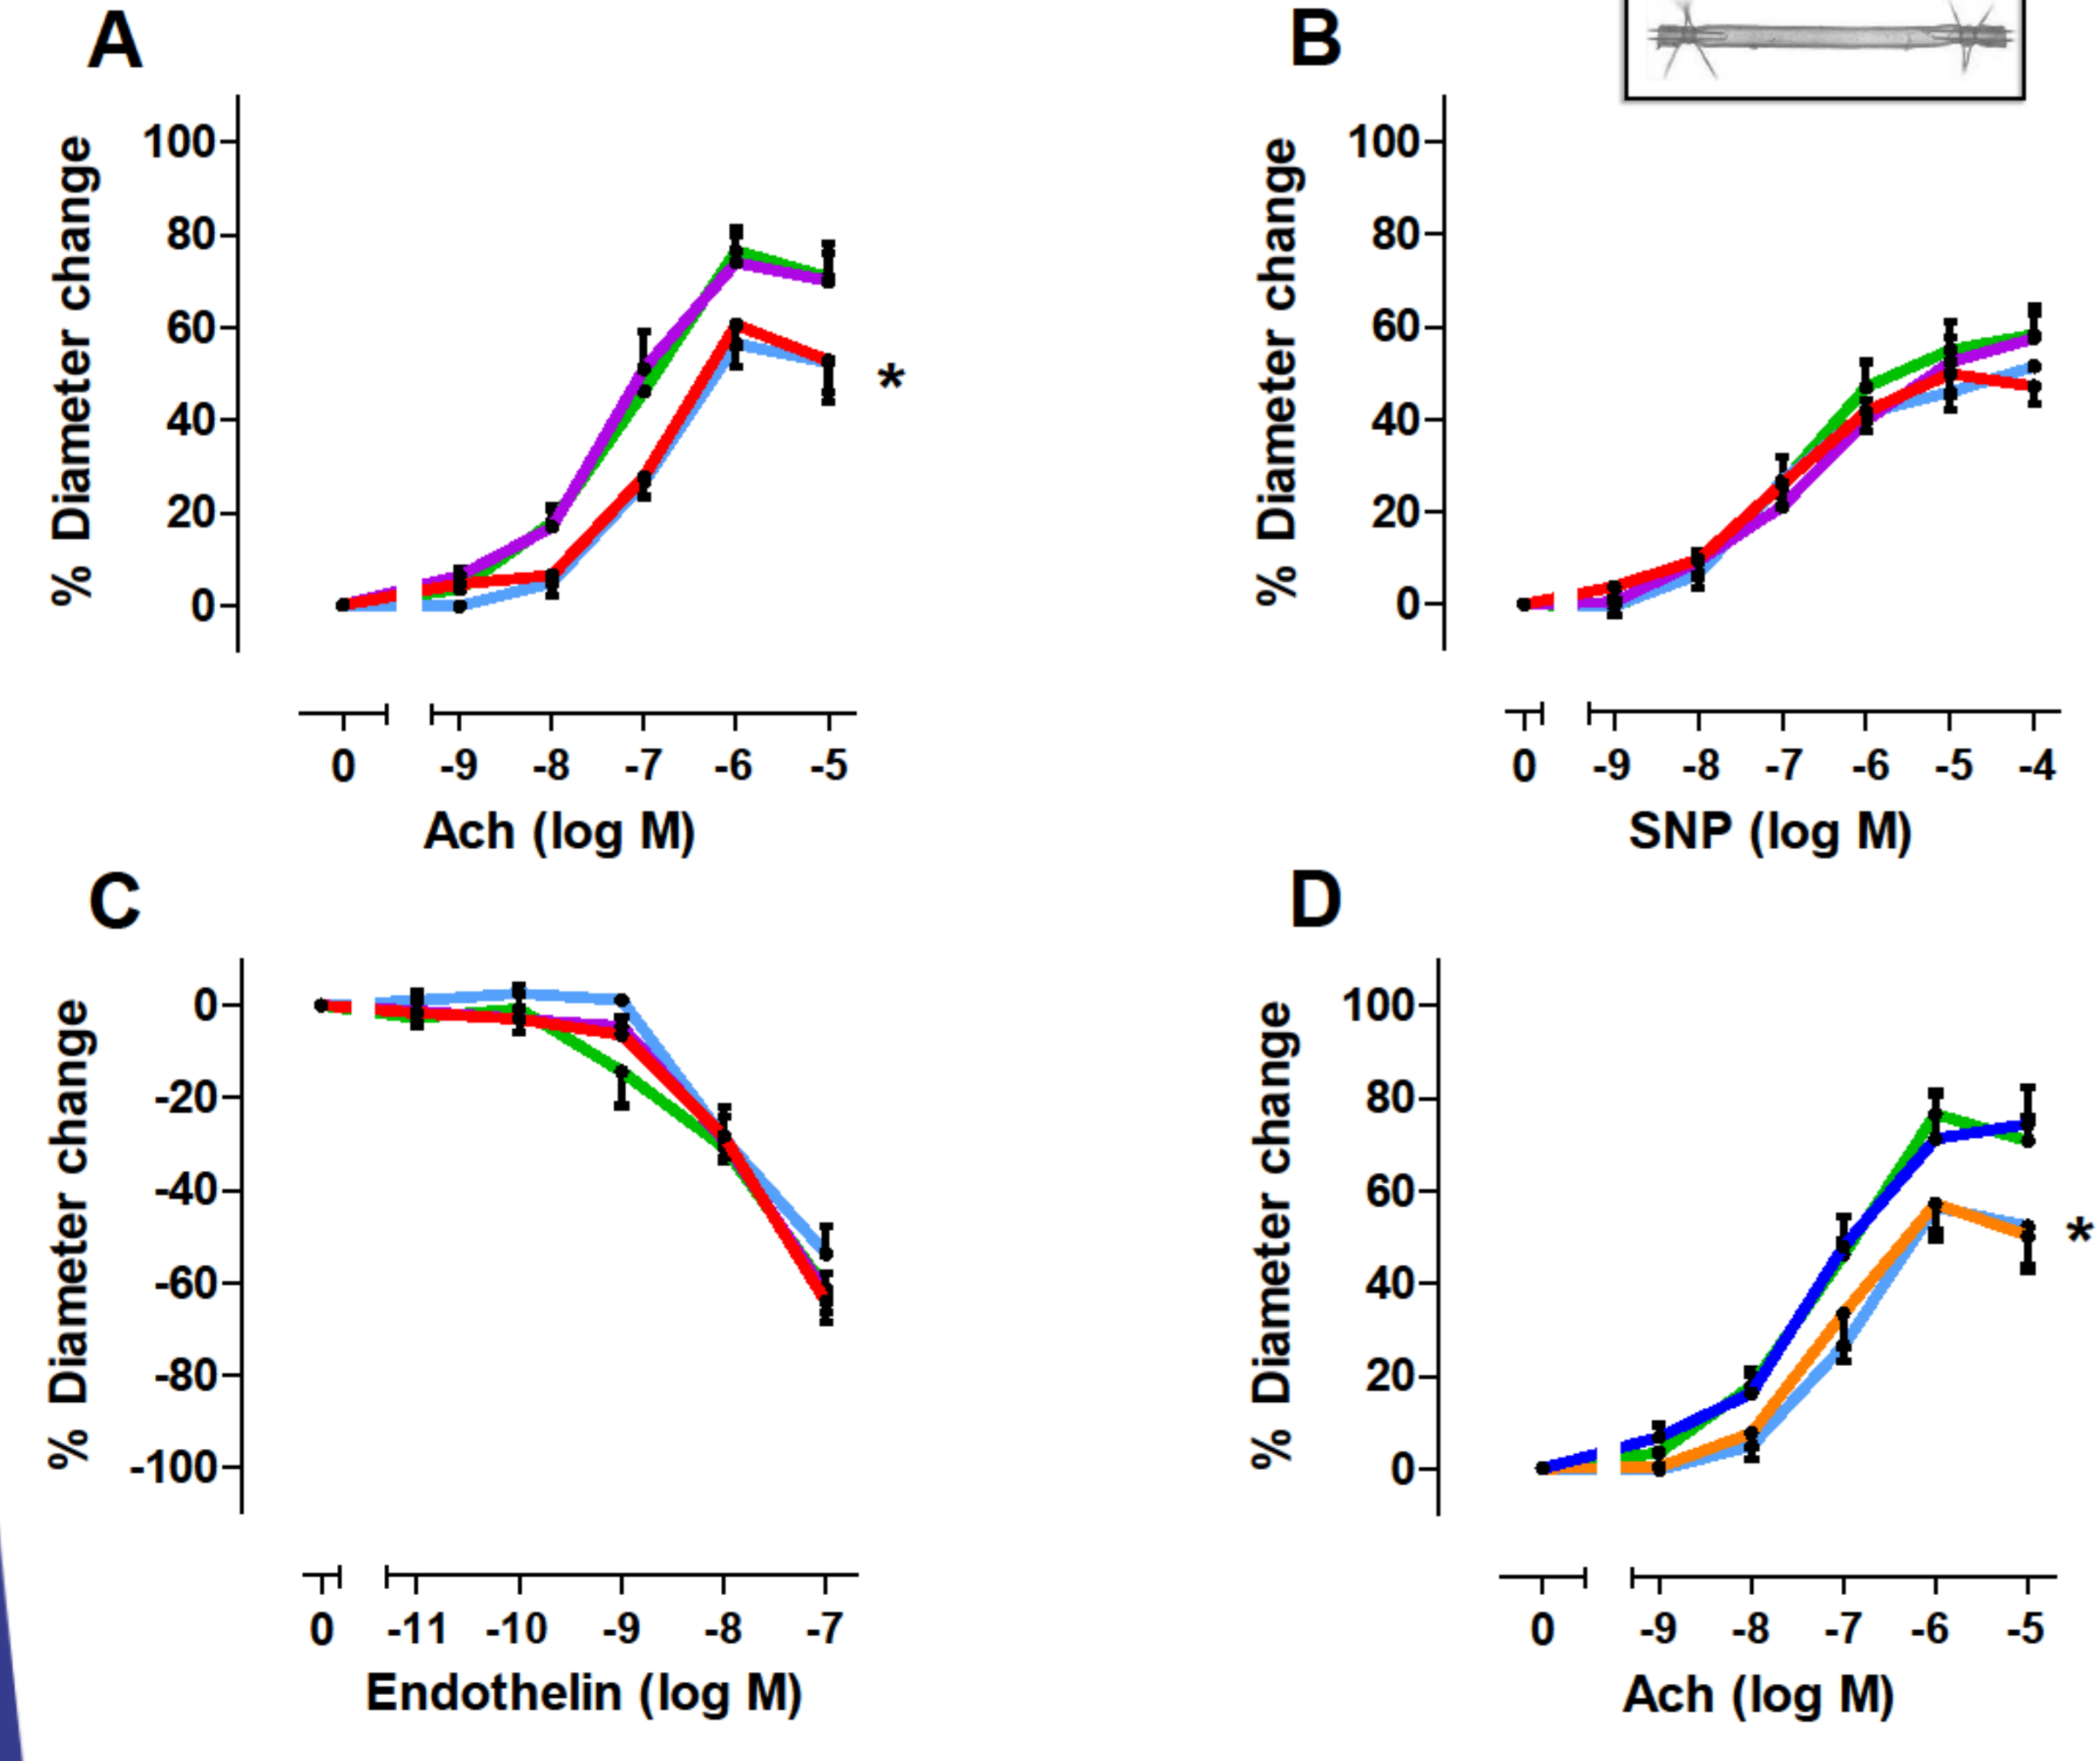 A
% Diameter change
100
80
60
40
20
0
*
0 -9 -8 -7 -6 -5
Ach (log M)
B
% Diameter change
100
80
60
40
20
0
0 -9 -8 -7 -6 -5 -4
SNP (log M)
C
% Diameter change
0
-20
-40
-60
-80
-100
0 -11 -10 -9 -8 -7
Endothelin (log M)
D
% Diameter change
100
80
60
40
20
0
*
0 -9 -8 -7 -6 -5
Ach (log M)